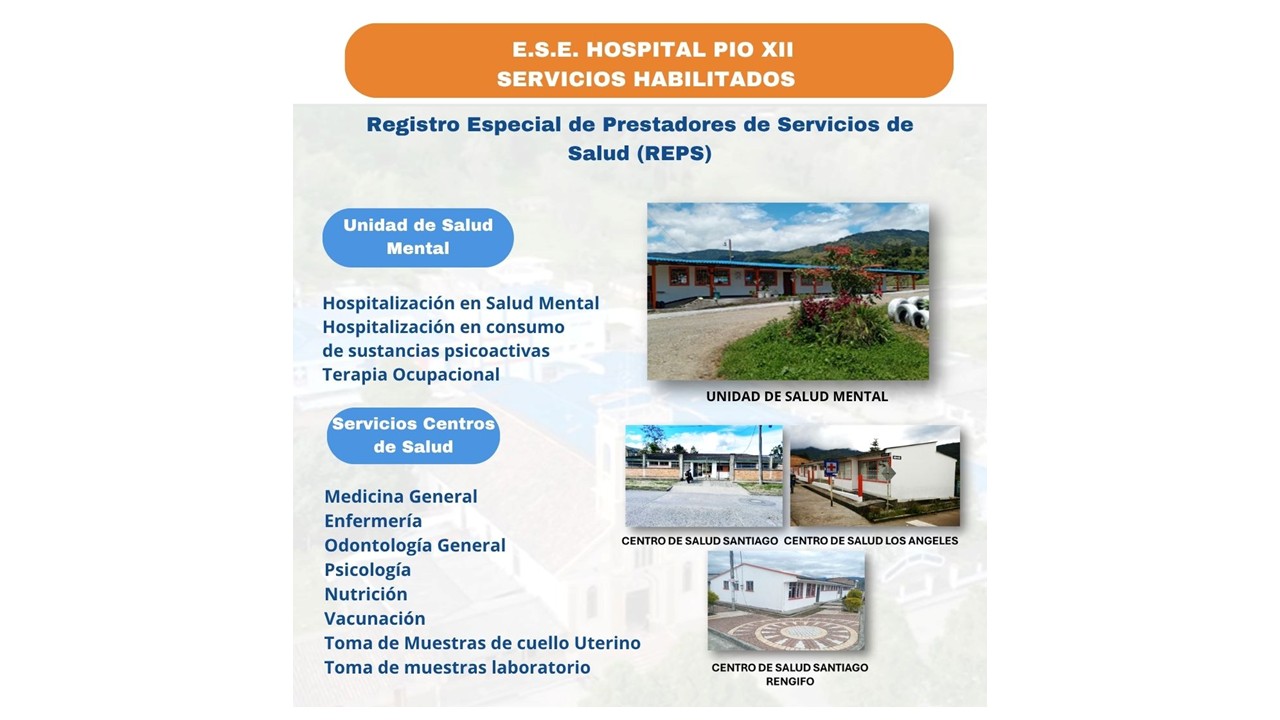 E.S.E. HOSPITAL PIO XII
SERVICIOS HABILITADOS
Registro Especial de Prestadores de Servicios de
Salud (REPS)
Unidad de Salud
Mental
Hospitalización en Salud Mental
Hospitalización en consumo
de sustancias psicoactivas
Terapia Ocupacional
UNIDAD DE SALUD MENTAL
Servicios Centros
de Salud
Medicina General
Enfermería
Odontología General
Psicología
Nutrición
Vacunación
Toma de Muestras de cuello Uterino
Toma de muestras laboratorio
CENTRO DE SALUD SANTIAGO
CENTRO DE SALUD LOS ANGELES
CENTRO DE SALUD SANTIAGO
RENGIFO